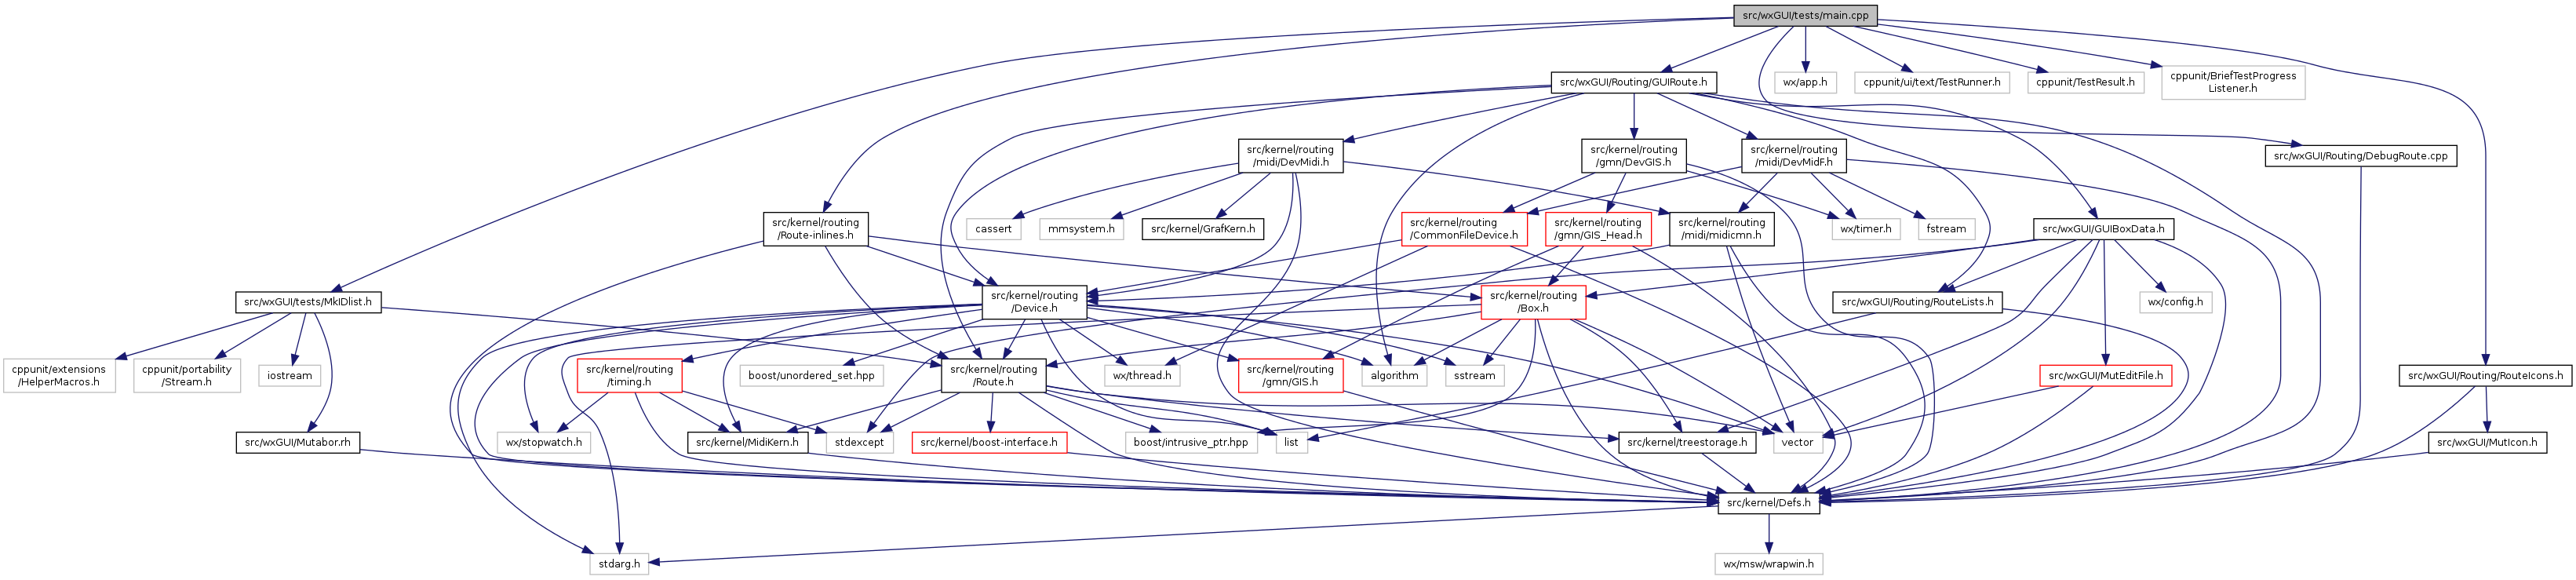 src/wxGUI/tests/main.cpp
src/wxGUI/Routing/GUIRoute.h
wx/app.h
cppunit/ui/text/TestRunner.h
cppunit/TestResult.h
cppunit/BriefTestProgress
Listener.h
src/kernel/routing
/midi/DevMidi.h
src/kernel/routing
/gmn/DevGIS.h
src/kernel/routing
/midi/DevMidF.h
src/wxGUI/Routing/DebugRoute.cpp
src/kernel/routing
/Route-inlines.h
cassert
mmsystem.h
src/kernel/GrafKern.h
src/kernel/routing
/CommonFileDevice.h
src/kernel/routing
/gmn/GIS_Head.h
src/kernel/routing
/midi/midicmn.h
wx/timer.h
fstream
src/wxGUI/GUIBoxData.h
src/wxGUI/tests/MkIDlist.h
src/kernel/routing
/Device.h
src/kernel/routing
/Box.h
src/wxGUI/Routing/RouteLists.h
wx/config.h
cppunit/extensions
/HelperMacros.h
cppunit/portability
/Stream.h
iostream
src/kernel/routing
/timing.h
boost/unordered_set.hpp
src/kernel/routing
/Route.h
wx/thread.h
src/kernel/routing
/gmn/GIS.h
algorithm
sstream
src/wxGUI/MutEditFile.h
src/wxGUI/Routing/RouteIcons.h
src/wxGUI/Mutabor.rh
wx/stopwatch.h
src/kernel/MidiKern.h
stdexcept
src/kernel/boost-interface.h
boost/intrusive_ptr.hpp
list
src/kernel/treestorage.h
vector
src/wxGUI/MutIcon.h
src/kernel/Defs.h
stdarg.h
wx/msw/wrapwin.h